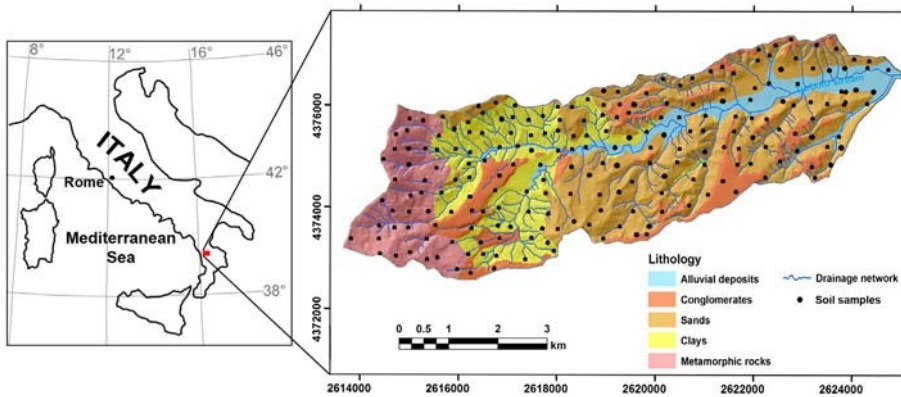 8°
12°
16°
46°
ITALY
42°
Rome
Mediterranean
Sea
38°
4376000
4374000
4372000
Lithology
Alluvial deposits
Conglomerates
Sands
Clays
Metamorphic rocks
Drainage network
Soil samples
0 0.5 1 2 3
km
2614000 2616000 2618000 2620000 2622000 2624000